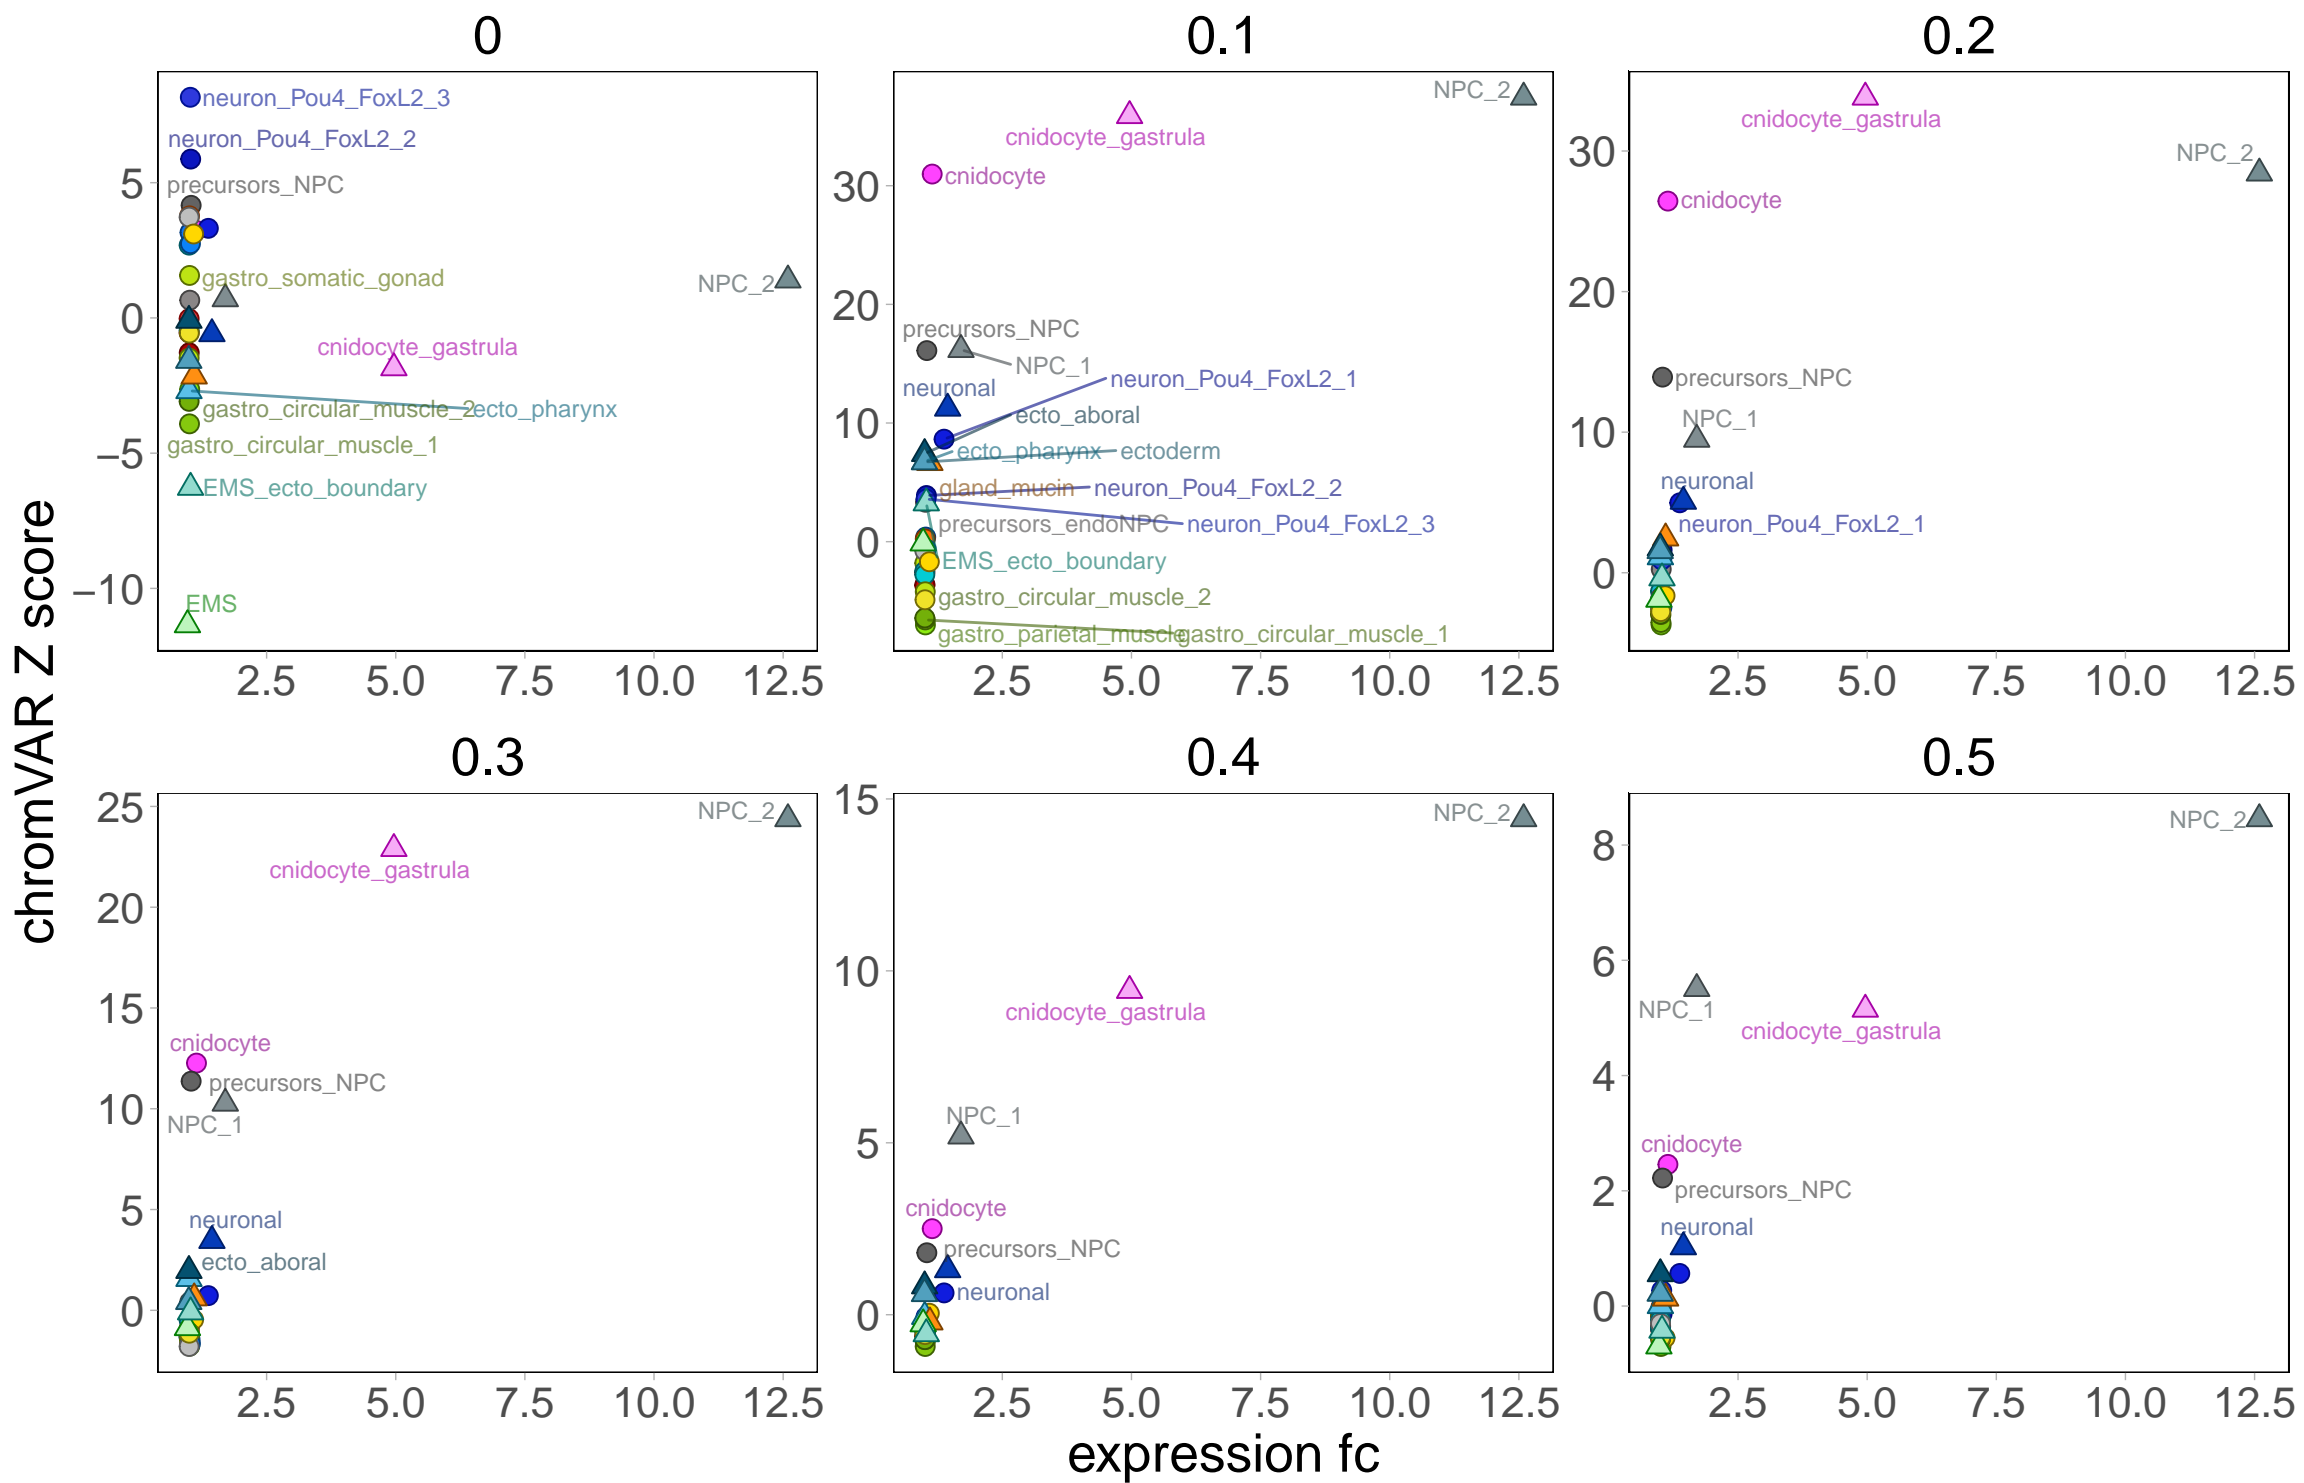 0
0.1
0.2
neuron_Pou4_FoxL2_3
neuron_Pou4_FoxL2_2
precursors_NPC
gastro_somatic_gonad
NPC_2
cnidocyte_gastrula
gastro_circular_muscle_2
ecto_pharynx
gastro_circular_muscle_1
EMS_ecto_boundary
EMS
5
0
−5
−10
2.5 5.0 7.5 10.0 12.5
NPC_2
cnidocyte_gastrula
cnidocyte
precursors_NPC
NPC_1
neuron_Pou4_FoxL2_1
neuronal
ecto_aboral
ecto_pharynx
ectoderm
gland_mucin
neuron_Pou4_FoxL2_2
precursors_endoNPC
neuron_Pou4_FoxL2_3
EMS_ecto_boundary
gastro_circular_muscle_2
gastro_parietal_muscle
gastro_circular_muscle_1
30
20
10
0
2.5 5.0 7.5 10.0 12.5
cnidocyte_gastrula
NPC_2
cnidocyte
precursors_NPC
NPC_1
neuronal
neuron_Pou4_FoxL2_1
30
20
10
0
2.5 5.0 7.5 10.0 12.5
chromVAR Z score
0.3
0.4
0.5
NPC_2
cnidocyte_gastrula
cnidocyte
precursors_NPC
NPC_1
neuronal
ecto_aboral
25
20
15
10
5
0
2.5 5.0 7.5 10.0 12.5
NPC_2
cnidocyte_gastrula
NPC_1
cnidocyte
precursors_NPC
neuronal
15
10
5
0
2.5 5.0 7.5 10.0 12.5
NPC_2
NPC_1
cnidocyte_gastrula
cnidocyte
precursors_NPC
neuronal
8
6
4
2
0
2.5 5.0 7.5 10.0 12.5
expression fc